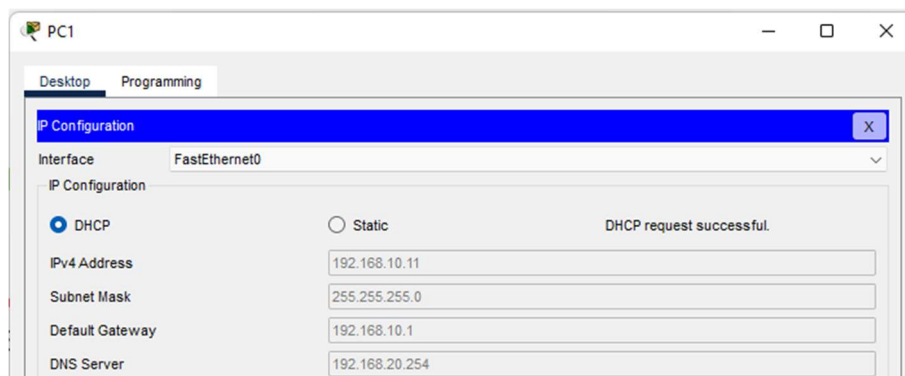 PC1
Desktop Programming
IP Configuration X
Interface FastEthernet0
IP Configuration
DHCP Static DHCP request successful.
IPv4 Address 192.168.10.11
Subnet Mask 255.255.255.0
Default Gateway 192.168.10.1
DNS Server 192.168.20.254